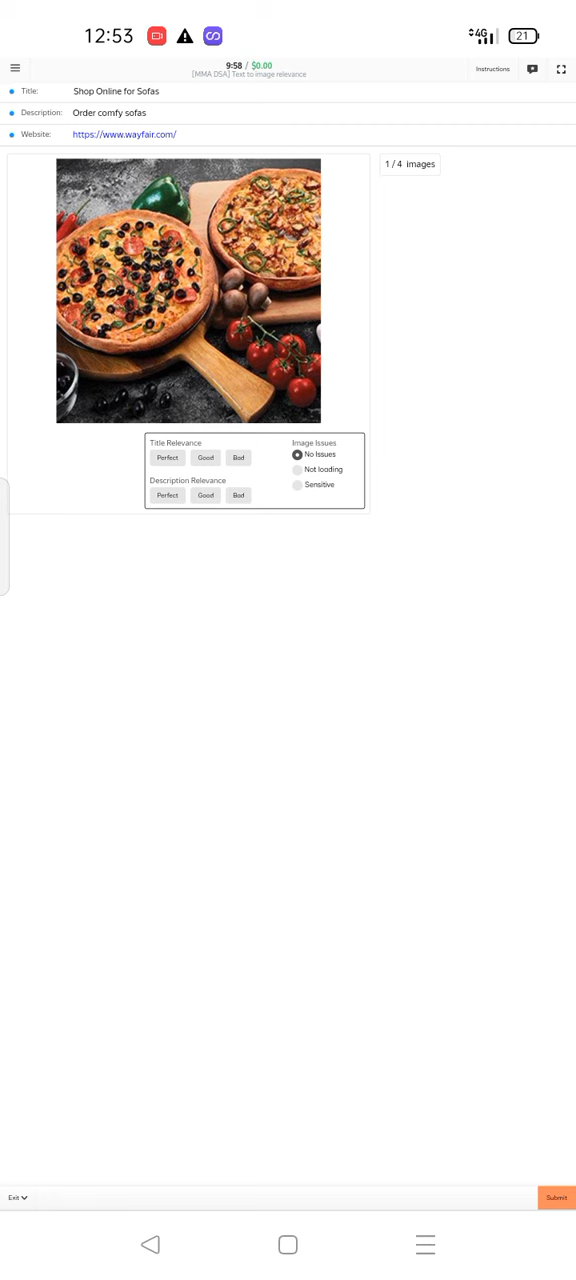 12:53
4G
21
9:58 / $0.00
[MMA DSA] Text to image relevance
Instructions
Title: Shop Online for Sofas
Description: Order comfy sofas
Website: https://www.wayfair.com/
1 / 4 images
Title Relevance
Perfect Good Bad
Description Relevance
Perfect Good Bad
Image Issues
No Issues
Not loading
Sensitive
Exit
Submit